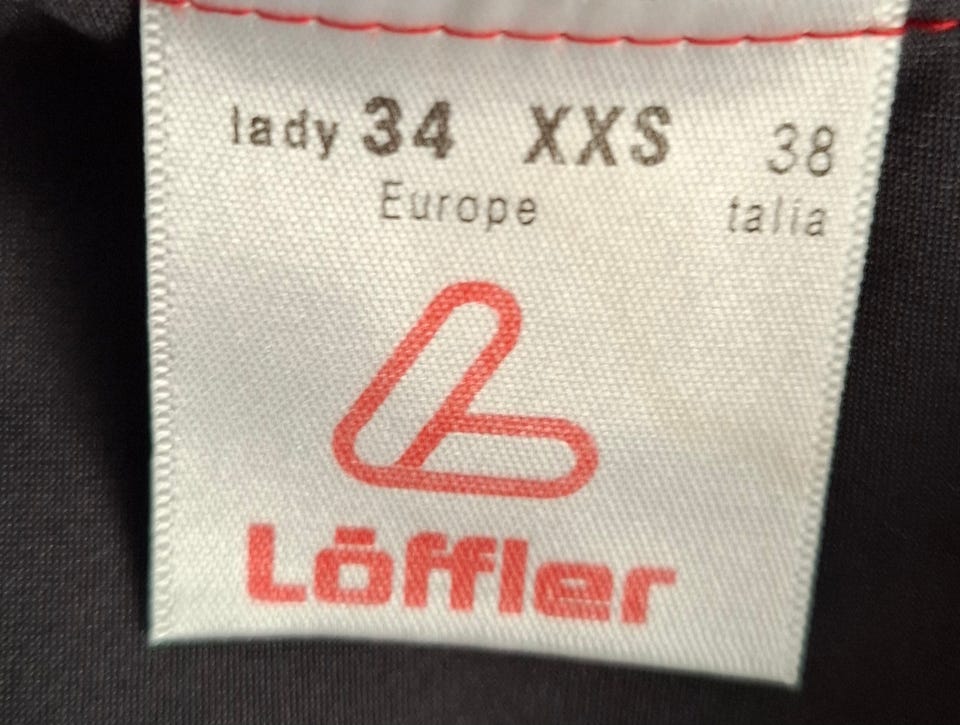 lady 34 XXS 38
Europe talia
Löffler